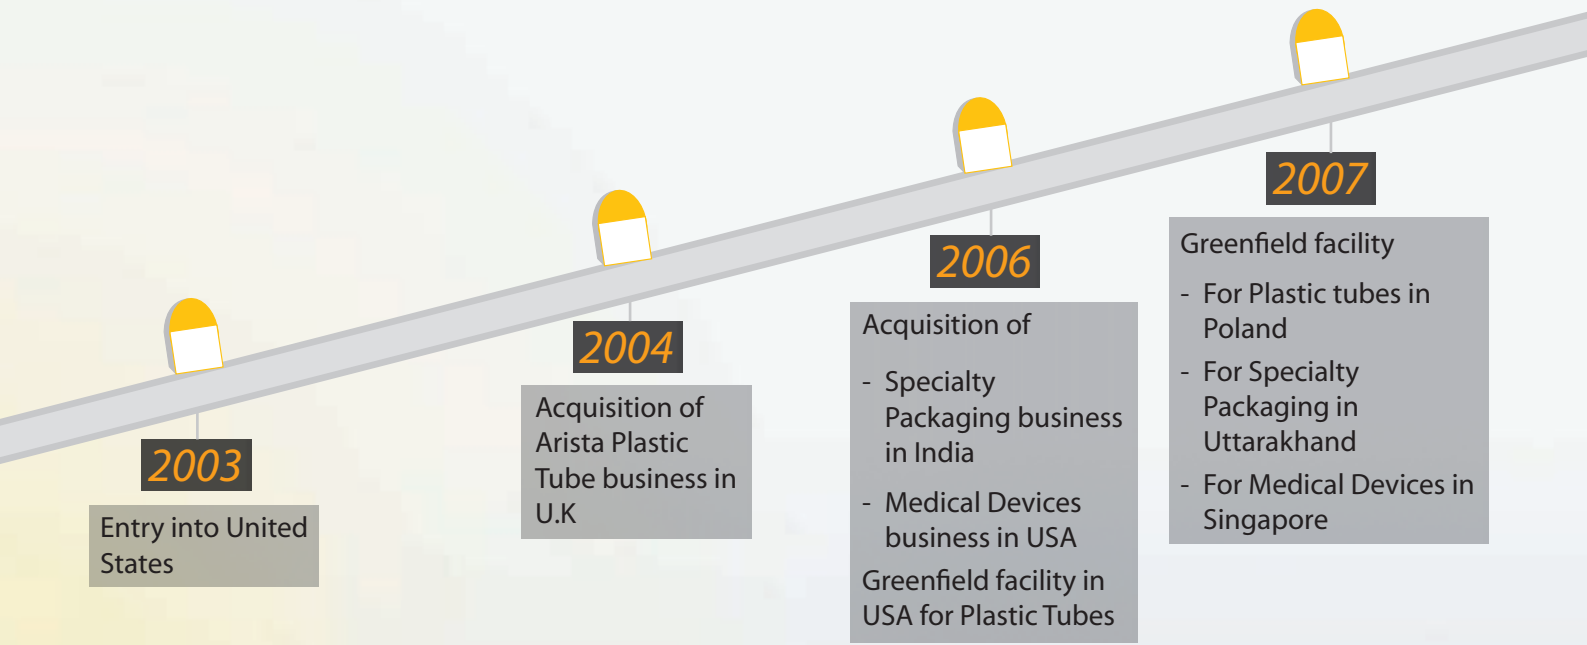 2003
Entry into United
States
2004
Acquisition of
Arista Plastic
Tube business in
U.K
2006
Acquisition of
- Specialty
Packaging business
in India
- Medical Devices
business in USA
Greenfield facility in
USA for Plastic Tubes
2007
Greenfield facility
- For Plastic tubes in
Poland
- For Specialty
Packaging in
Uttarakhand
- For Medical Devices in
Singapore